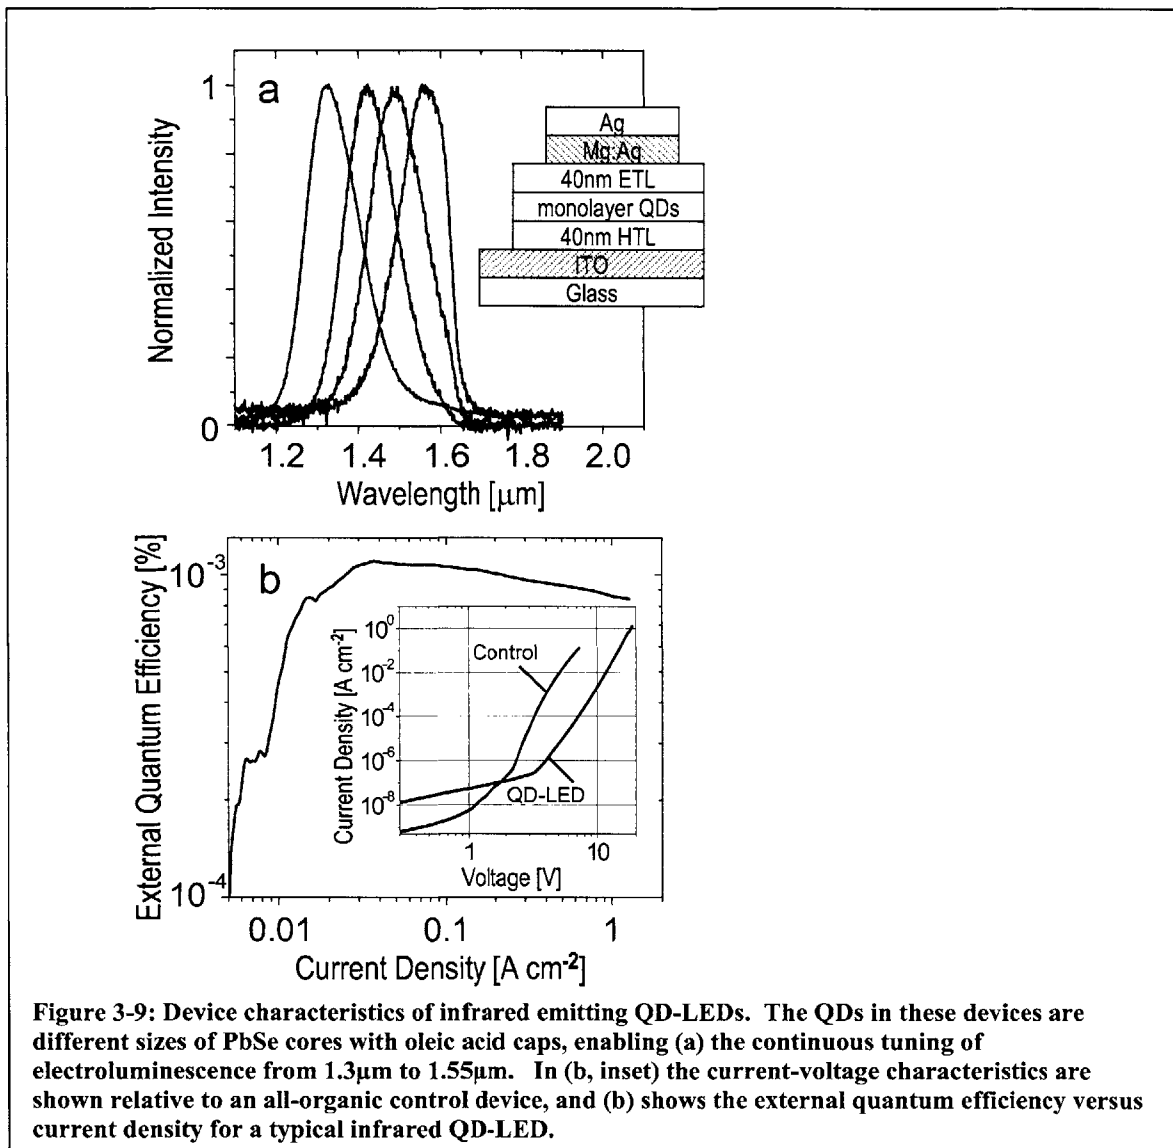 a
1
0
Normalized Intensity
1.2 1.4 1.6 1.8 2.0
Wavelength [μm]
Ag
Mg:Ag
40nm ETL
monolayer QDs
40nm HTL
ITO
Glass
b
External Quantum Efficiency [%]
10⁻³
10⁻⁴
0.01 0.1 1
Current Density [A cm⁻²]
Current Density [A cm⁻²]
10⁰
10⁻²
10⁻⁴
10⁻⁶
10⁻⁸
Control
QD-LED
1 10
Voltage [V]
Figure 3-9: Device characteristics of infrared emitting QD-LEDs. The QDs in these devices are
different sizes of PbSe cores with oleic acid caps, enabling (a) the continuous tuning of
electroluminescence from 1.3μm to 1.55μm. In (b, inset) the current-voltage characteristics are
shown relative to an all-organic control device, and (b) shows the external quantum efficiency versus
current density for a typical infrared QD-LED.